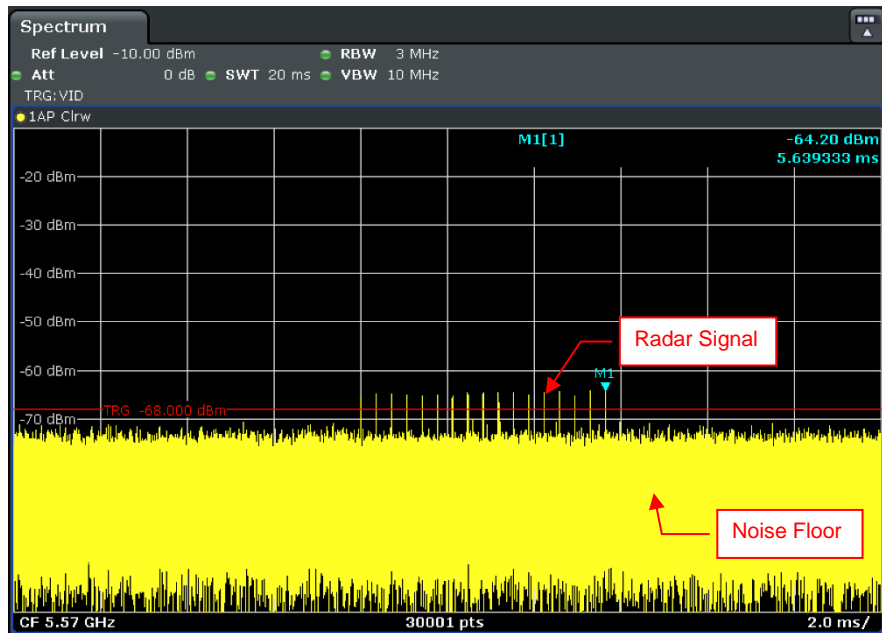 Spectrum
Ref Level -10.00 dBm RBW 3 MHz
Att 0 dB SWT 20 ms VBW 10 MHz
TRG:VID
1AP Clrw
M1[1] -64.20 dBm
5.639333 ms
-20 dBm
-30 dBm
-40 dBm
-50 dBm
Radar Signal
-60 dBm
M1
TRG -68.000 dBm
-70 dBm
Noise Floor
CF 5.57 GHz 30001 pts 2.0 ms/